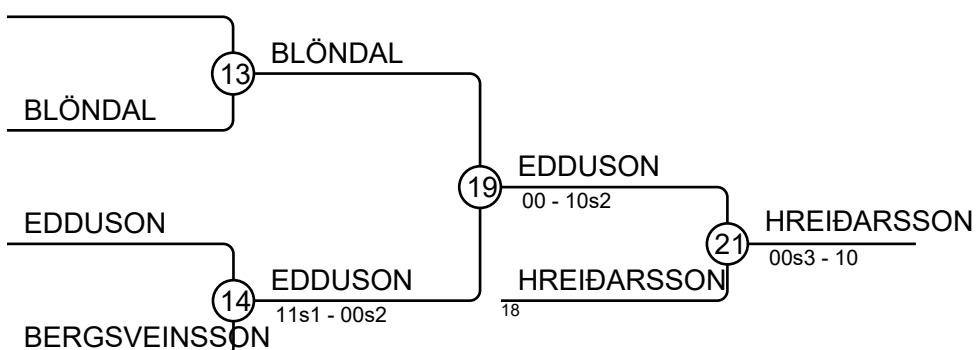 BLÖNDAL
13
BLÖNDAL
EDDUSON
19
00 - 10s2
EDDUSON
HREIÐARSSON
21
00s3 - 10
EDDUSON
HREIÐARSSON
14
18
11s1 - 00s2
BERGSVEINSSON